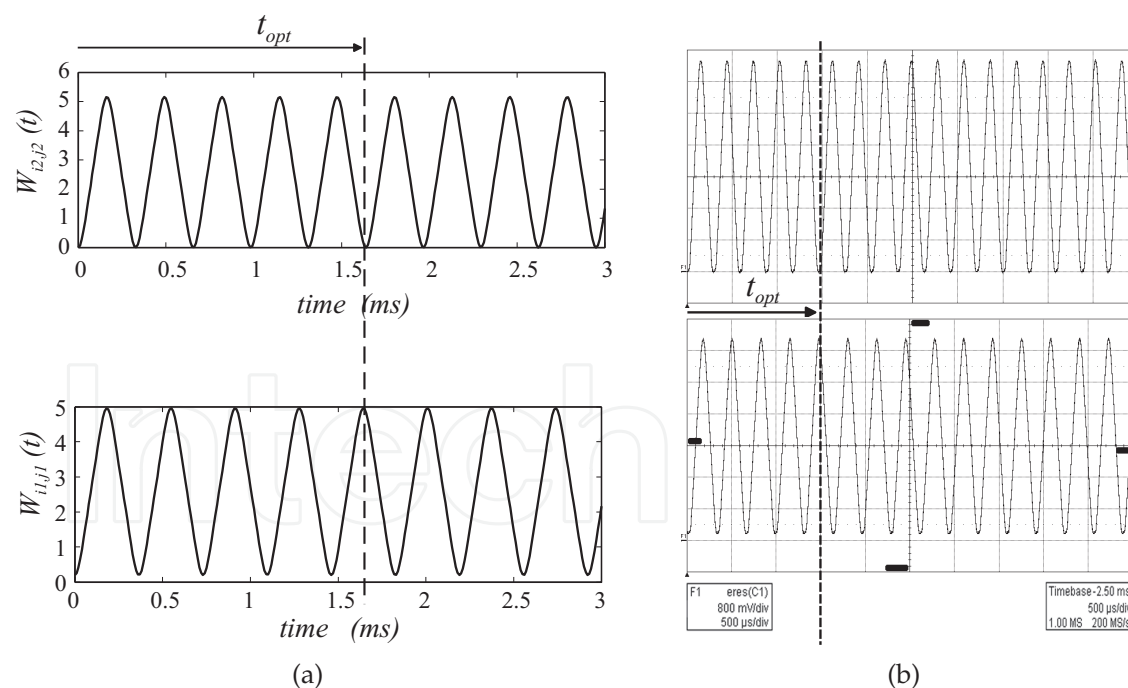 t_opt
W_i2,j2 (t)
6
5
4
3
2
1
0
0 0.5 1 1.5 2 2.5 3
time (ms)
W_i1,j1 (t)
5
4
3
2
1
0
0 0.5 1 1.5 2 2.5 3
time (ms)
(a)
F1
t_opt
F1
F1 eres(C1)
800 mV/div
500 µs/div
Timebase -2.50 ms
500 µs/div
1.00 MS 200 MS/s
(b)
Intech